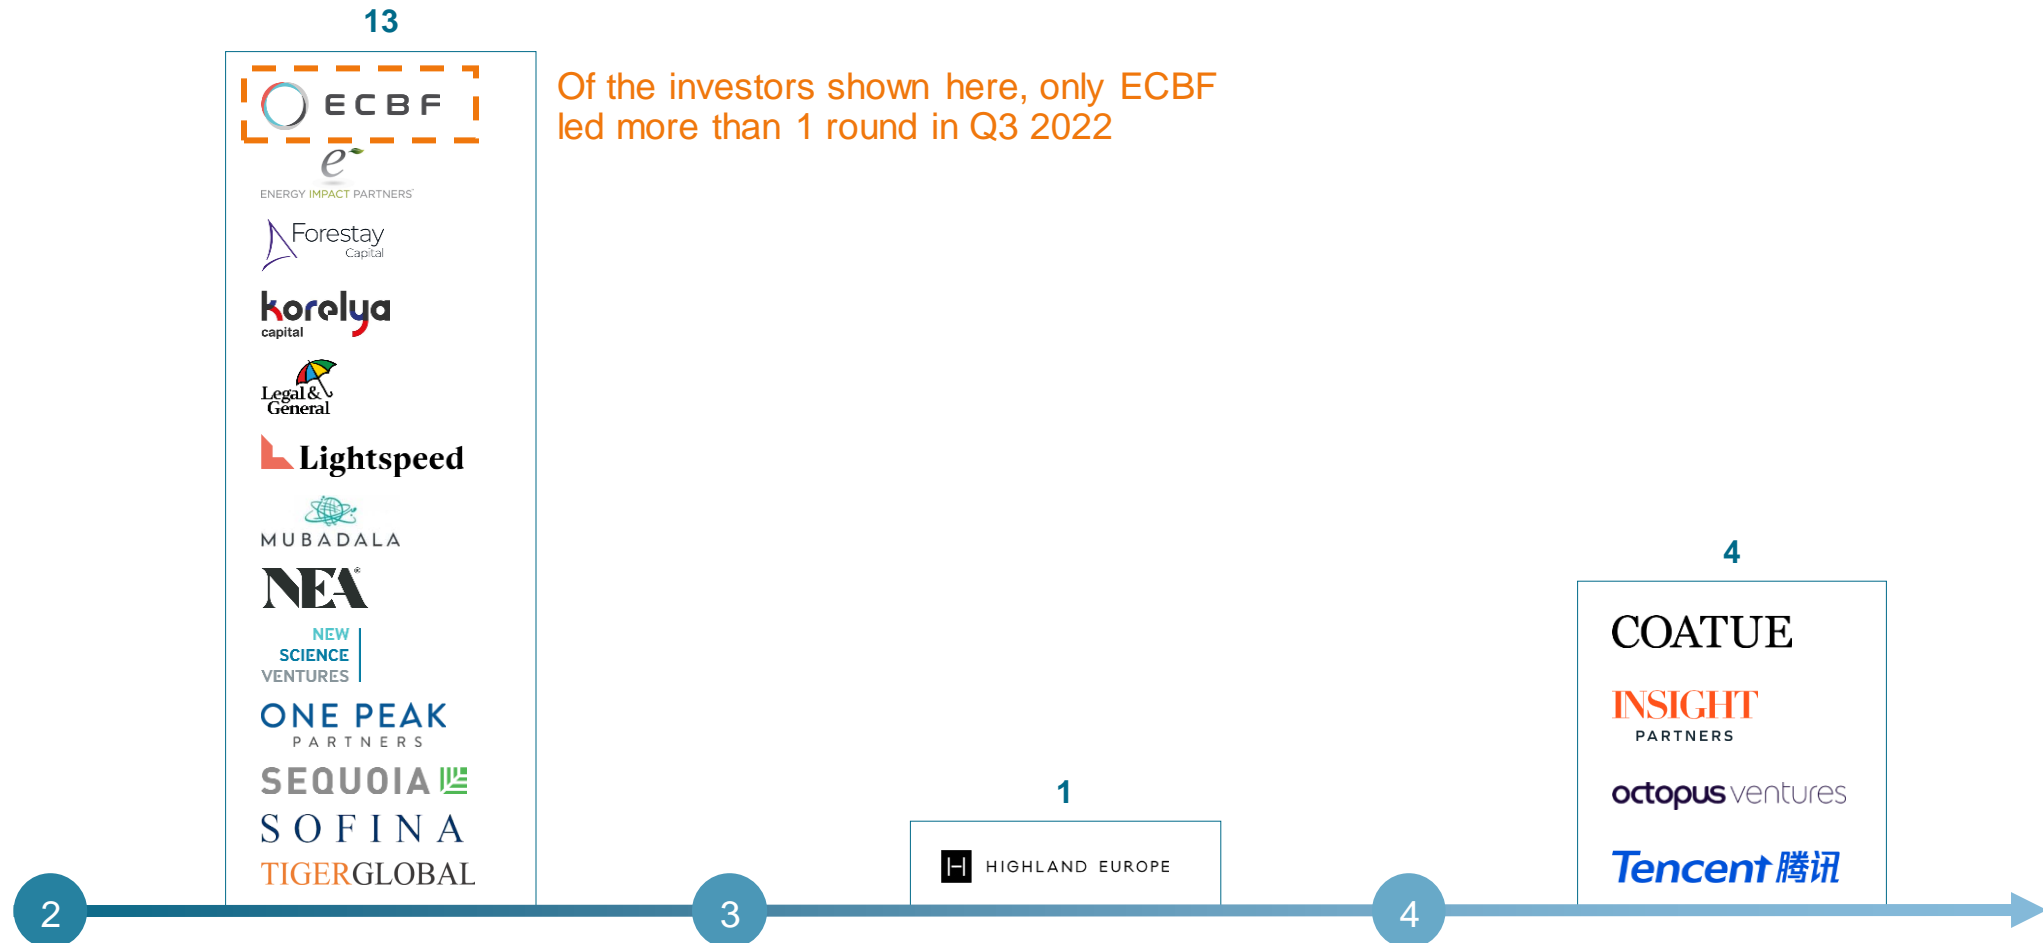 13
ECBF
Of the investors shown here, only ECBF
led more than 1 round in Q3 2022
e
ENERGY IMPACT PARTNERS
Forestay
Capital
korelya
capital
Legal &
General
Lightspeed
MUBADALA
NEA®
NEW
SCIENCE
VENTURES
ONE PEAK
PARTNERS
SEQUOIA
SOFINA
TIGERGLOBAL
1
HIGHLAND EUROPE
4
COATUE
INSIGHT
PARTNERS
octopus ventures
Tencent 腾讯
2
3
4